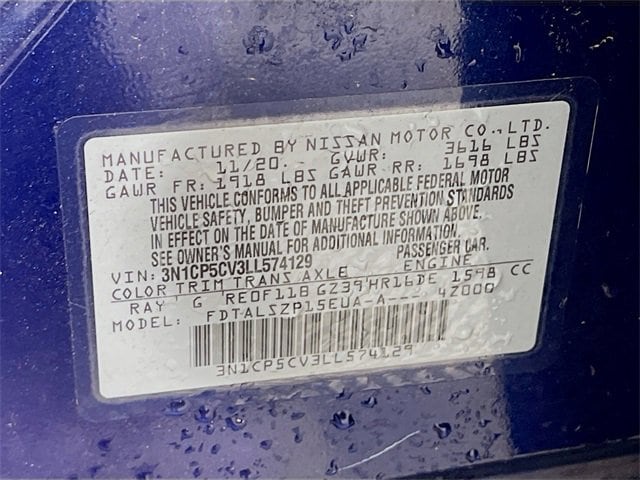 MANUFACTURED BY NISSAN MOTOR CO.,LTD.
DATE: 11/20 GVWR: 3616 LBS
GAWR FR: 1918 LBS GAWR RR: 1698 LBS
THIS VEHICLE CONFORMS TO ALL APPLICABLE FEDERAL MOTOR
VEHICLE SAFETY, BUMPER AND THEFT PREVENTION STANDARDS
IN EFFECT ON THE DATE OF MANUFACTURE SHOWN ABOVE.
SEE OWNER'S MANUAL FOR ADDITIONAL INFORMATION.
VIN: 3N1CP5CV3LL574129 PASSENGER CAR.
COLOR TRIM TRANS AXLE ENGINE
RAY G RE0F11B GZ39 HR16DE 1598 CC
MODEL: FDTALSZP15EUA-A--- 4Z000
3N1CP5CV3LL574129